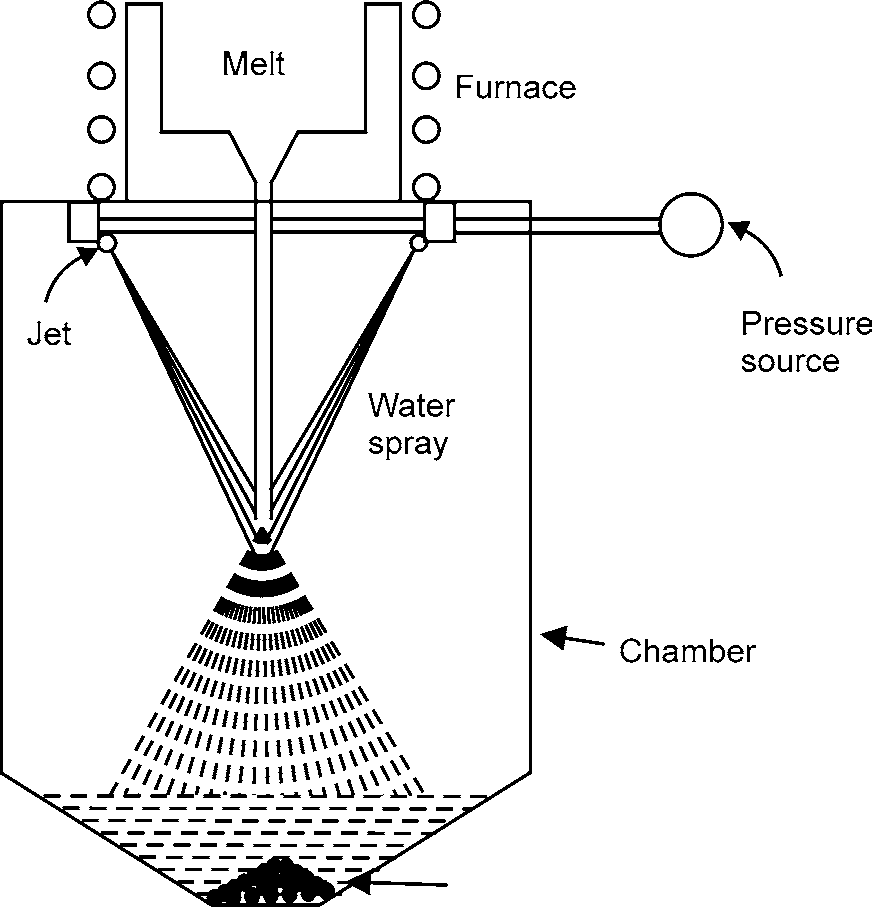 Melt
Furnace
Jet
Pressure
source
Water
spray
Chamber